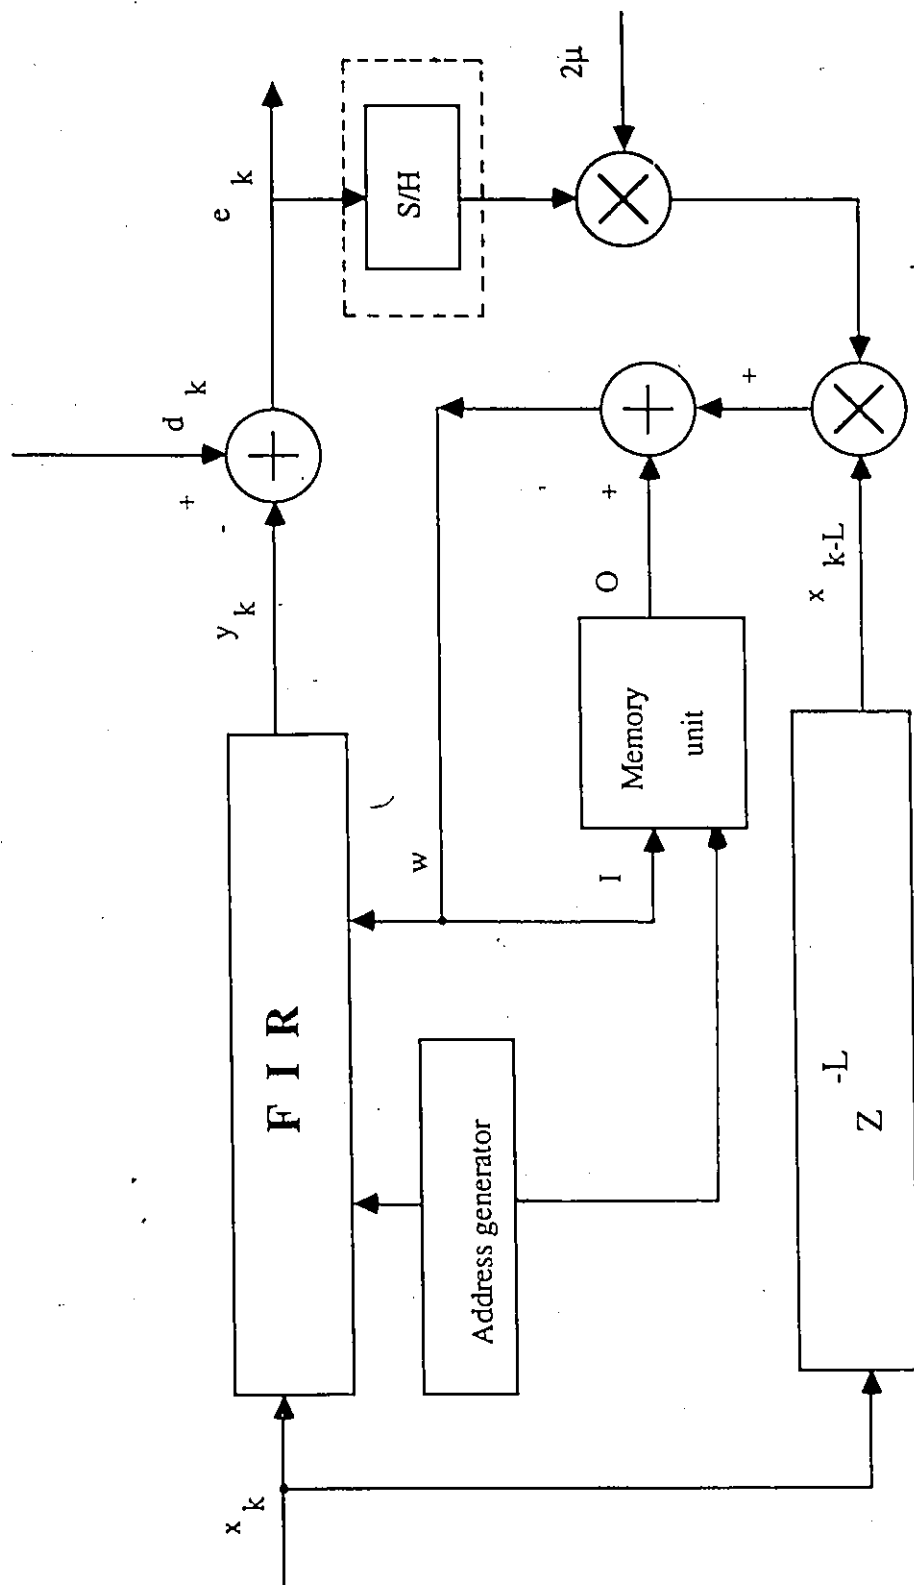 x k
F I R
y k
+
-
d k
e k
S/H
2μ
Address generator
w
I
Memory
unit
O
+
+
Z -L
x k-L